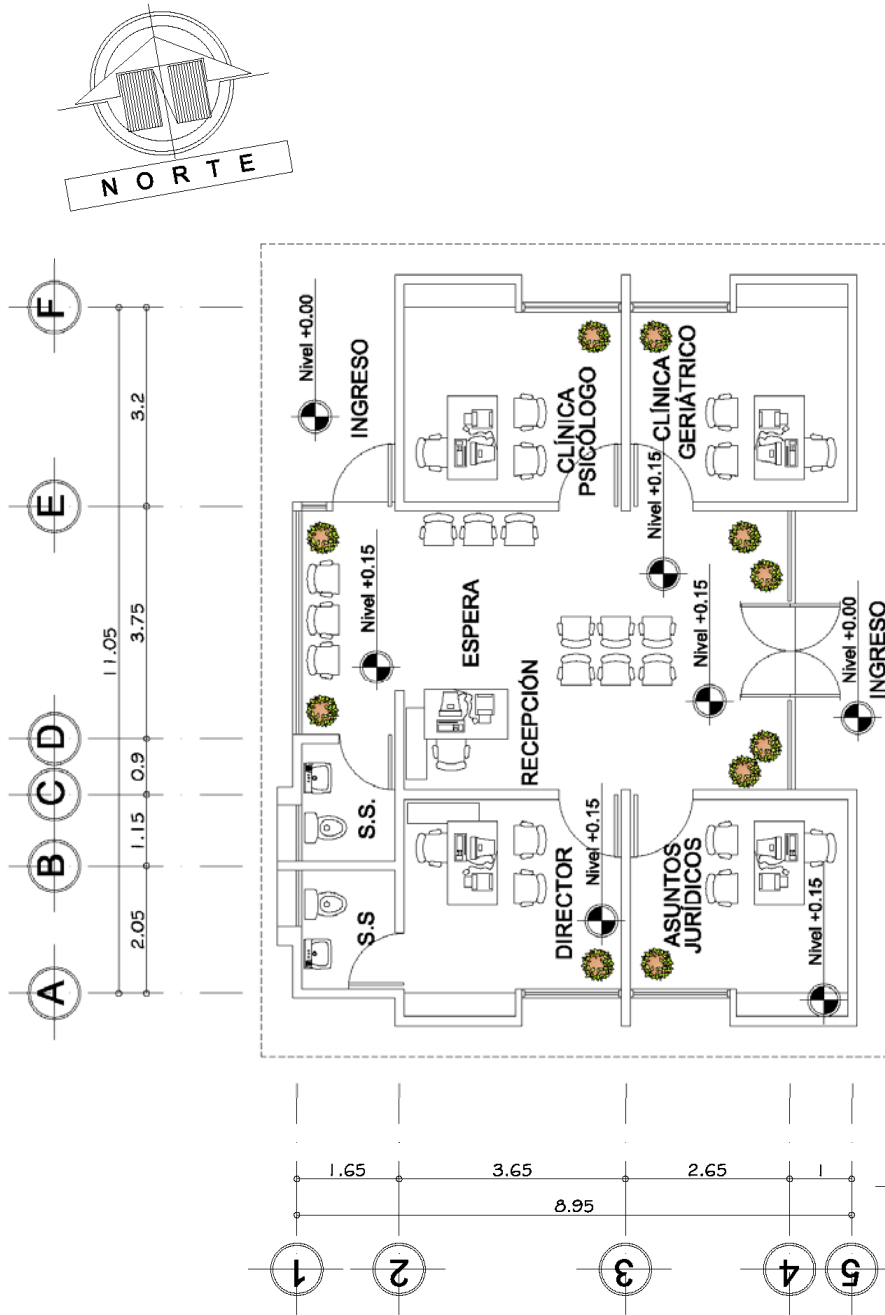 NORTE
F
E
D
C
B
A
11.05
3.2
3.75
0.9
1.15
2.05
Nivel +0.00
INGRESO
CLÍNICA
PSICÓLOGO
CLÍNICA
GERIÁTRICO
Nivel +0.15
Nivel +0.15
ESPERA
Nivel +0.15
RECEPCIÓN
Nivel +0.00
INGRESO
S.S.
S.S
DIRECTOR
Nivel +0.15
ASUNTOS
JURÍDICOS
Nivel +0.15
1.65
3.65
2.65
1
8.95
1
2
3
4
5